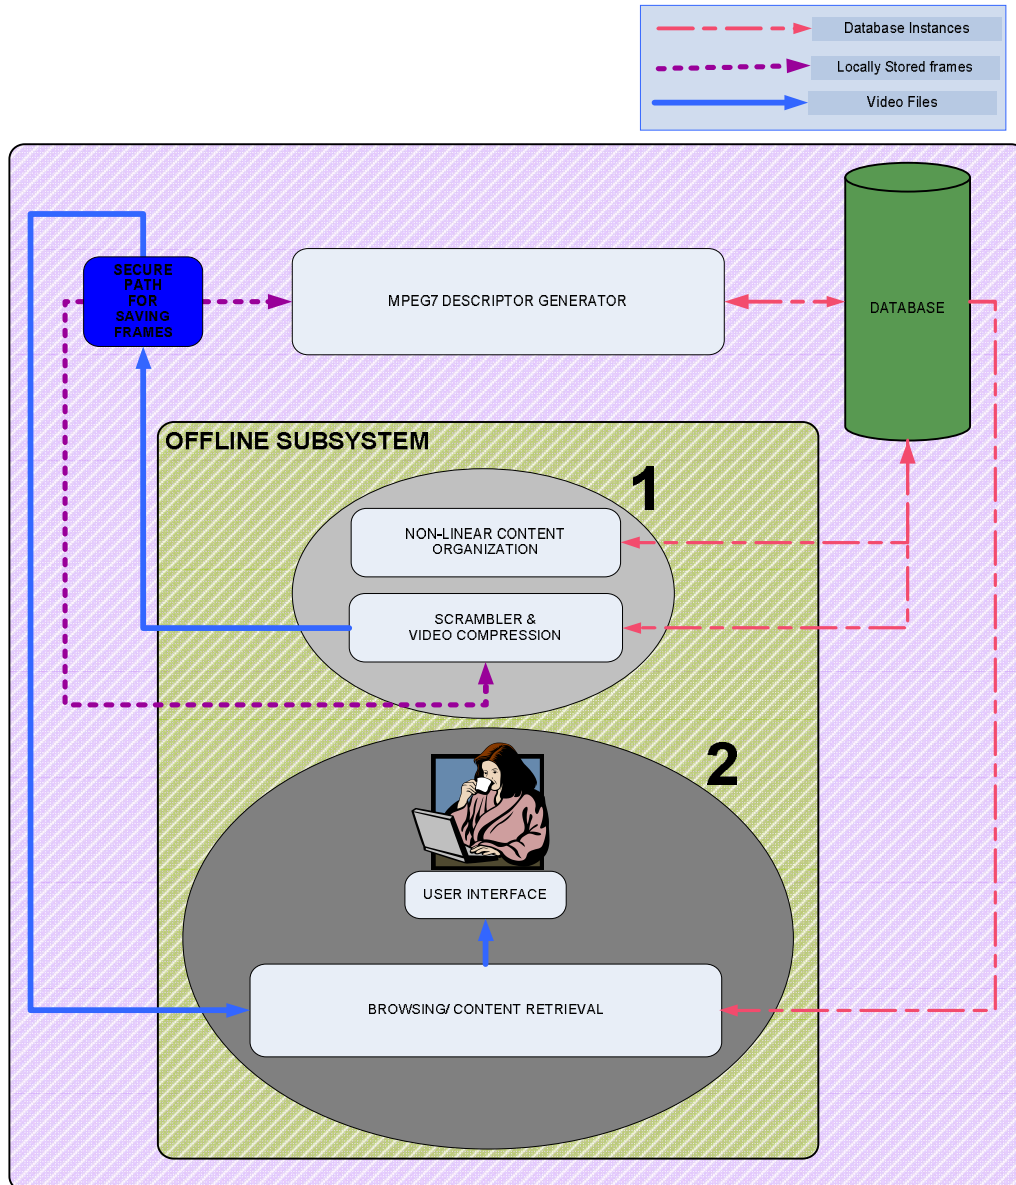 Database Instances
Locally Stored frames
Video Files
SECURE
PATH
FOR
SAVING
FRAMES
MPEG7 DESCRIPTOR GENERATOR
DATABASE
OFFLINE SUBSYSTEM
1
NON-LINEAR CONTENT
ORGANIZATION
SCRAMBLER &
VIDEO COMPRESSION
2
USER INTERFACE
BROWSING/ CONTENT RETRIEVAL